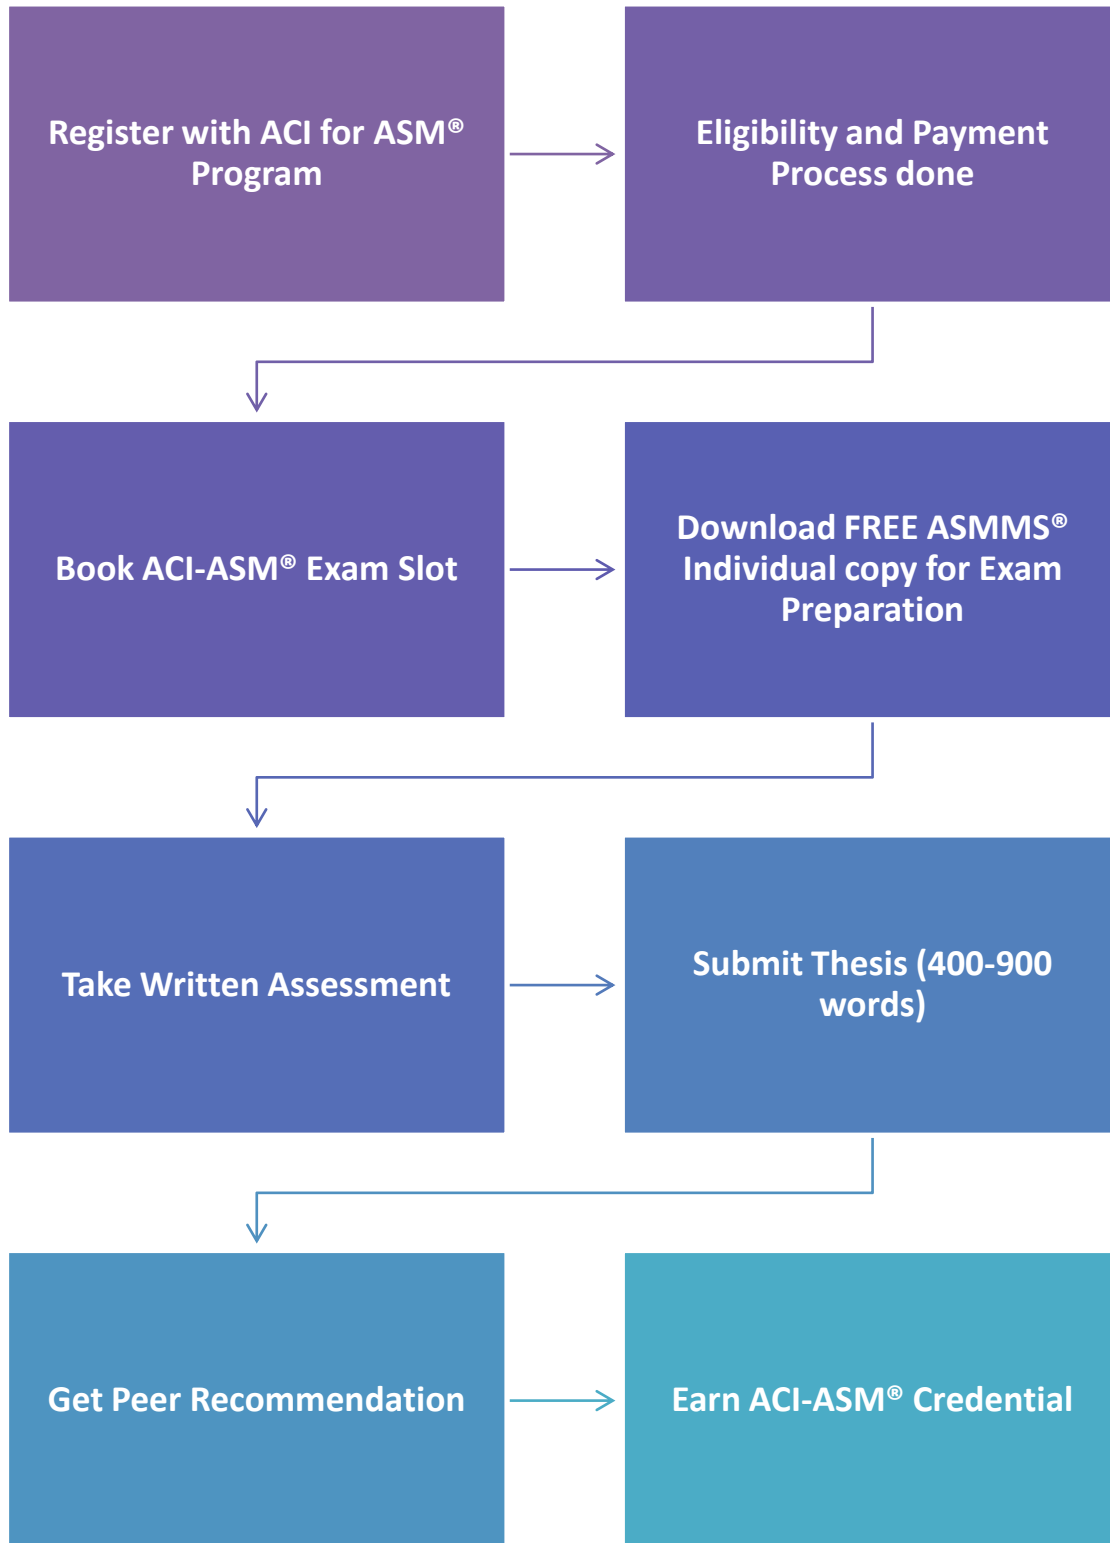 Register with ACI for ASM®
Program
Eligibility and Payment
Process done
Book ACI-ASM® Exam Slot
Download FREE ASMMS®
Individual copy for Exam
Preparation
Take Written Assessment
Submit Thesis (400-900
words)
Get Peer Recommendation
Earn ACI-ASM® Credential